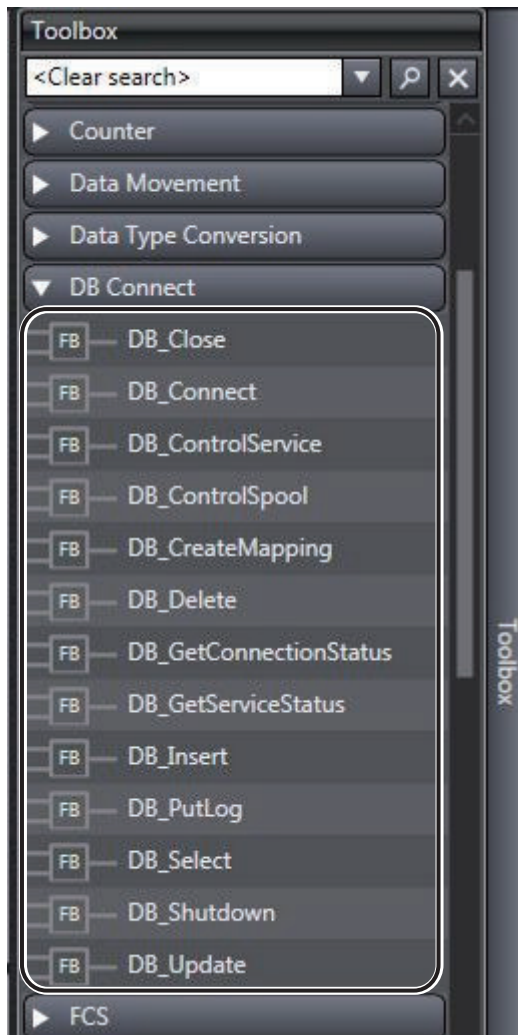 Toolbox
<Clear search>
Counter
Data Movement
Data Type Conversion
DB Connect
FB DB_Close
FB DB_Connect
FB DB_ControlService
FB DB_ControlSpool
FB DB_CreateMapping
FB DB_Delete
FB DB_GetConnectionStatus
FB DB_GetServiceStatus
FB DB_Insert
FB DB_PutLog
FB DB_Select
FB DB_Shutdown
FB DB_Update
FCS
Toolbox